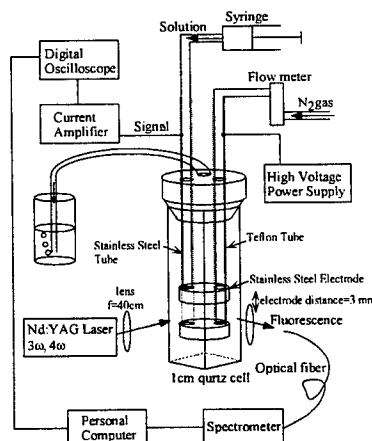 Solution
Syringe
Digital
Oscilloscope
Flow meter
N2gas
Current
Amplifier
Signal
High Voltage
Power Supply
Stainless Steel
Tube
Teflon Tube
Stainless Steel Electrode
lens
f=40cm
electrode distance=3 mm
Fluorescence
Nd:YAG Laser
3ω, 4ω
1cm qurtz cell
Optical fiber
Personal
Computer
Spectrometer